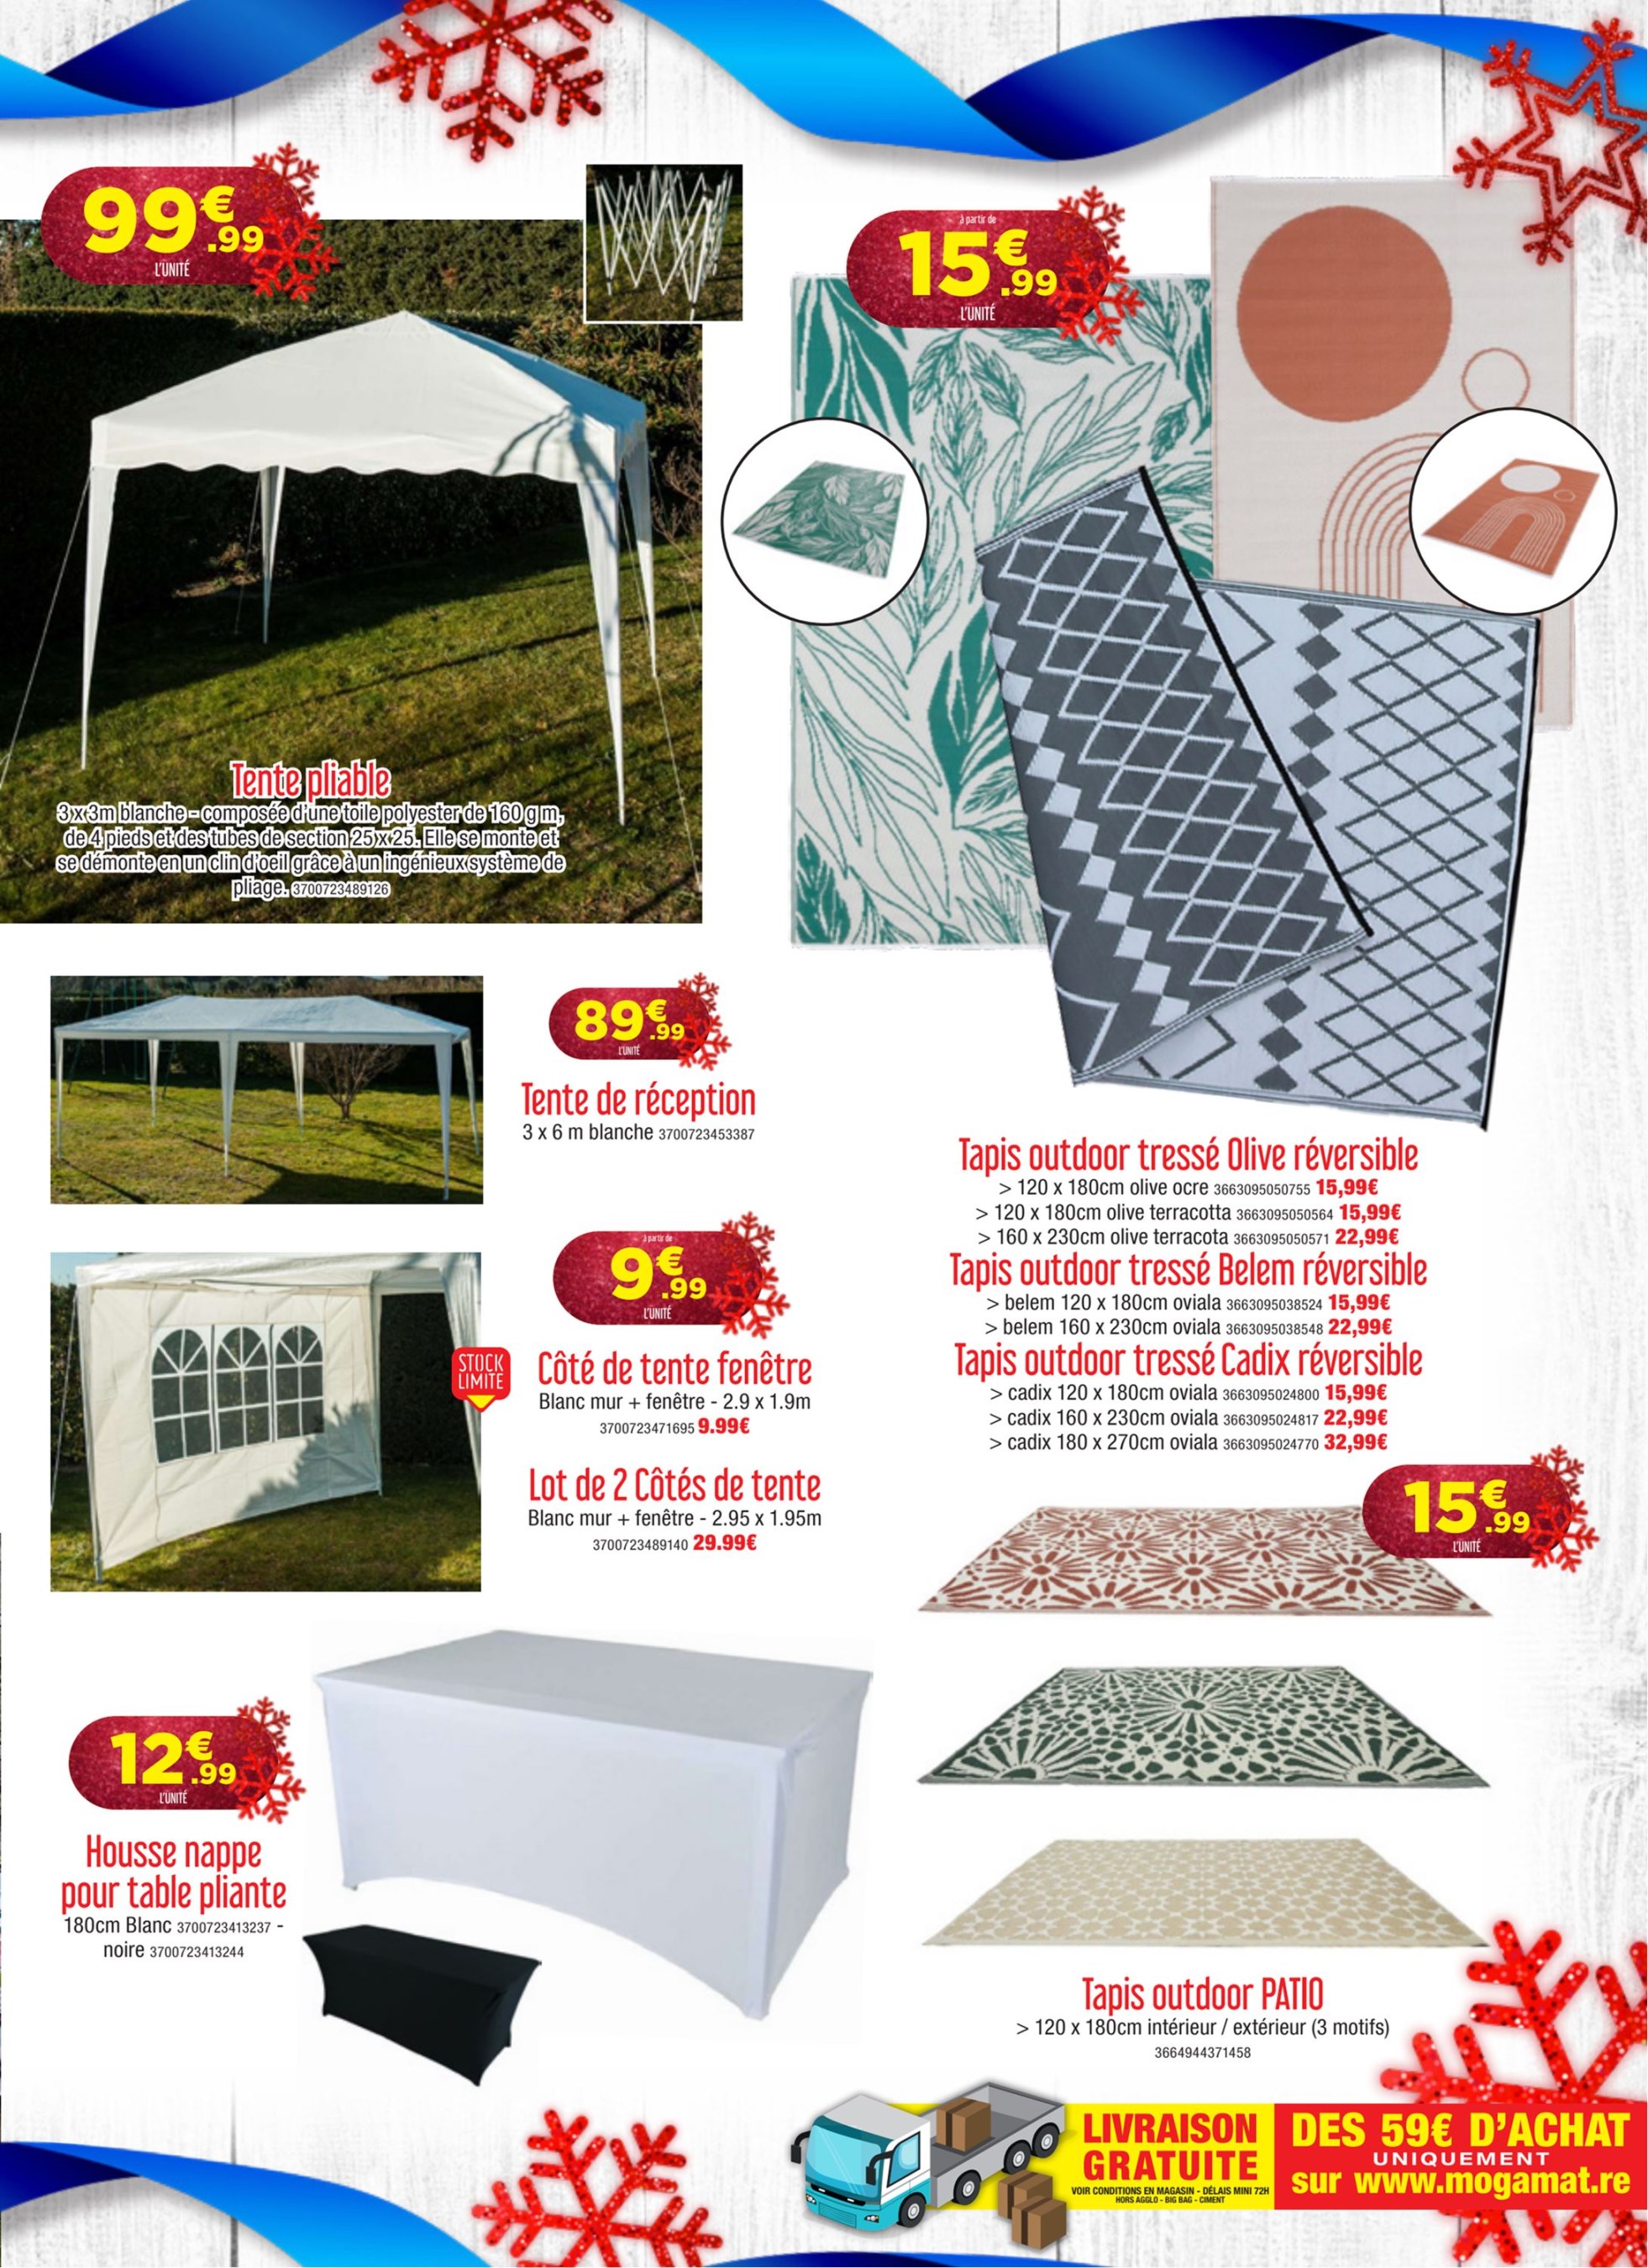 99€.99
L'UNITÉ
Tente pliable
3 x 3m blanche - composée d'une toile polyester de 160 g m,
de 4 pieds et des tubes de section 25 x 25. Elle se monte et
se démonte en un clin d'oeil grâce à un ingénieux système de
pliage. 3700723489126
89€.99
L'UNITÉ
Tente de réception
3 x 6 m blanche 3700723453387
à partir de
9€.99
L'UNITÉ
STOCK
LIMITE
Côté de tente fenêtre
Blanc mur + fenêtre - 2.9 x 1.9m
3700723471695 9.99€
Lot de 2 Côtés de tente
Blanc mur + fenêtre - 2.95 x 1.95m
3700723489140 29.99€
12€.99
L'UNITÉ
Housse nappe
pour table pliante
180cm Blanc 3700723413237 -
noire 3700723413244
à partir de
15€.99
L'UNITÉ
Tapis outdoor tressé Olive réversible
> 120 x 180cm olive ocre 3663095050755 15,99€
> 120 x 180cm olive terracotta 3663095050564 15,99€
> 160 x 230cm olive terracota 3663095050571 22,99€
Tapis outdoor tressé Belem réversible
> belem 120 x 180cm oviala 3663095038524 15,99€
> belem 160 x 230cm oviala 3663095038548 22,99€
Tapis outdoor tressé Cadix réversible
> cadix 120 x 180cm oviala 3663095024800 15,99€
> cadix 160 x 230cm oviala 3663095024817 22,99€
> cadix 180 x 270cm oviala 3663095024770 32,99€
15€.99
L'UNITÉ
Tapis outdoor PATIO
> 120 x 180cm intérieur / extérieur (3 motifs)
3664944371458
LIVRAISON
GRATUITE
VOIR CONDITIONS EN MAGASIN - DÉLAIS MINI 72H
HORS AGGLO - BIG BAG - CIMENT
DES 59€ D'ACHAT
UNIQUEMENT
sur www.mogamat.re